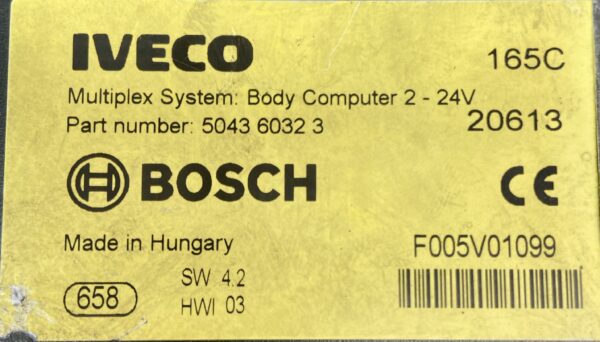 IVECO 165C
Multiplex System: Body Computer 2 - 24V
Part number: 5043 6032 3 20613
BOSCH CE
Made in Hungary F005V01099
658 SW 4.2
HWI 03